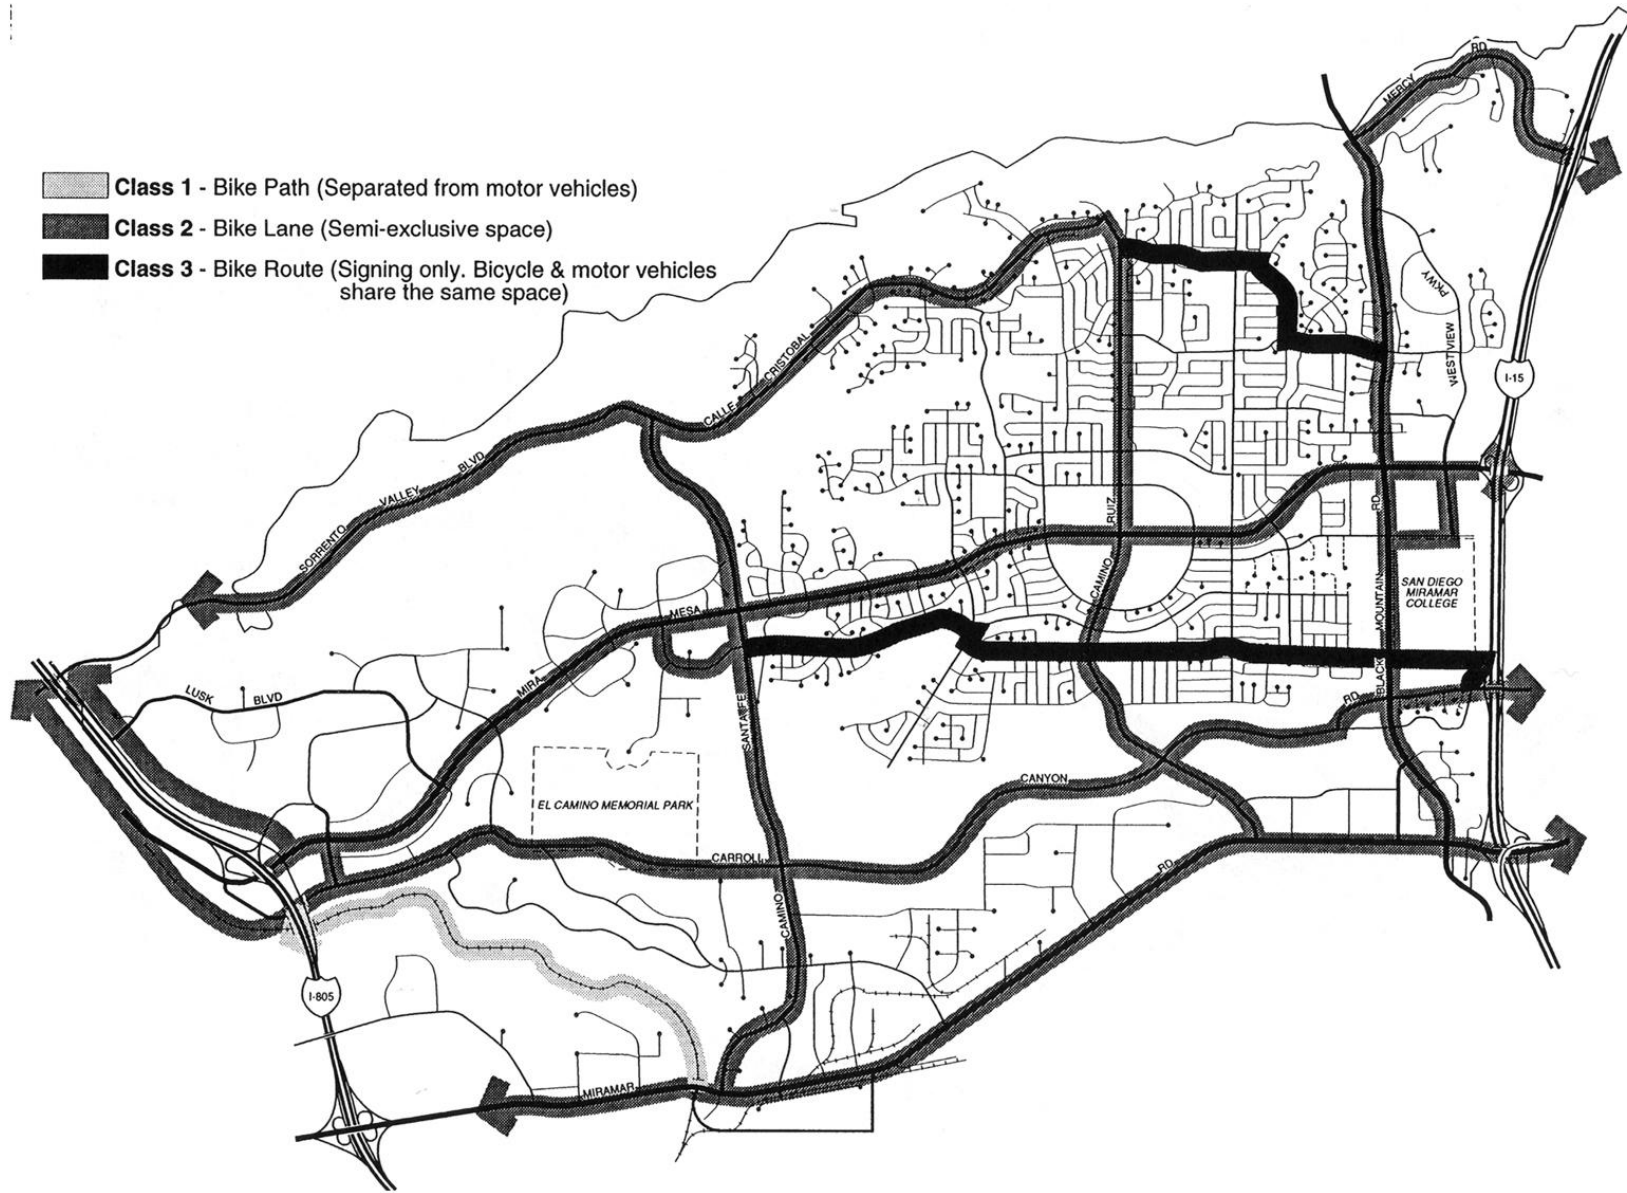 Class 1 - Bike Path (Separated from motor vehicles)
Class 2 - Bike Lane (Semi-exclusive space)
Class 3 - Bike Route (Signing only. Bicycle & motor vehicles
share the same space)
MERCY RD
PKWY
WESTVIEW
I-15
CALLE CRISTOBAL
SORRENTO VALLEY BLVD
RUIZ
CAMINO
BLACK MOUNTAIN RD
SAN DIEGO
MIRAMAR
COLLEGE
MIRA MESA
LUSK BLVD
SANTA FE
CAMINO
EL CAMINO MEMORIAL PARK
CARROLL CANYON RD
I-805
MIRAMAR RD